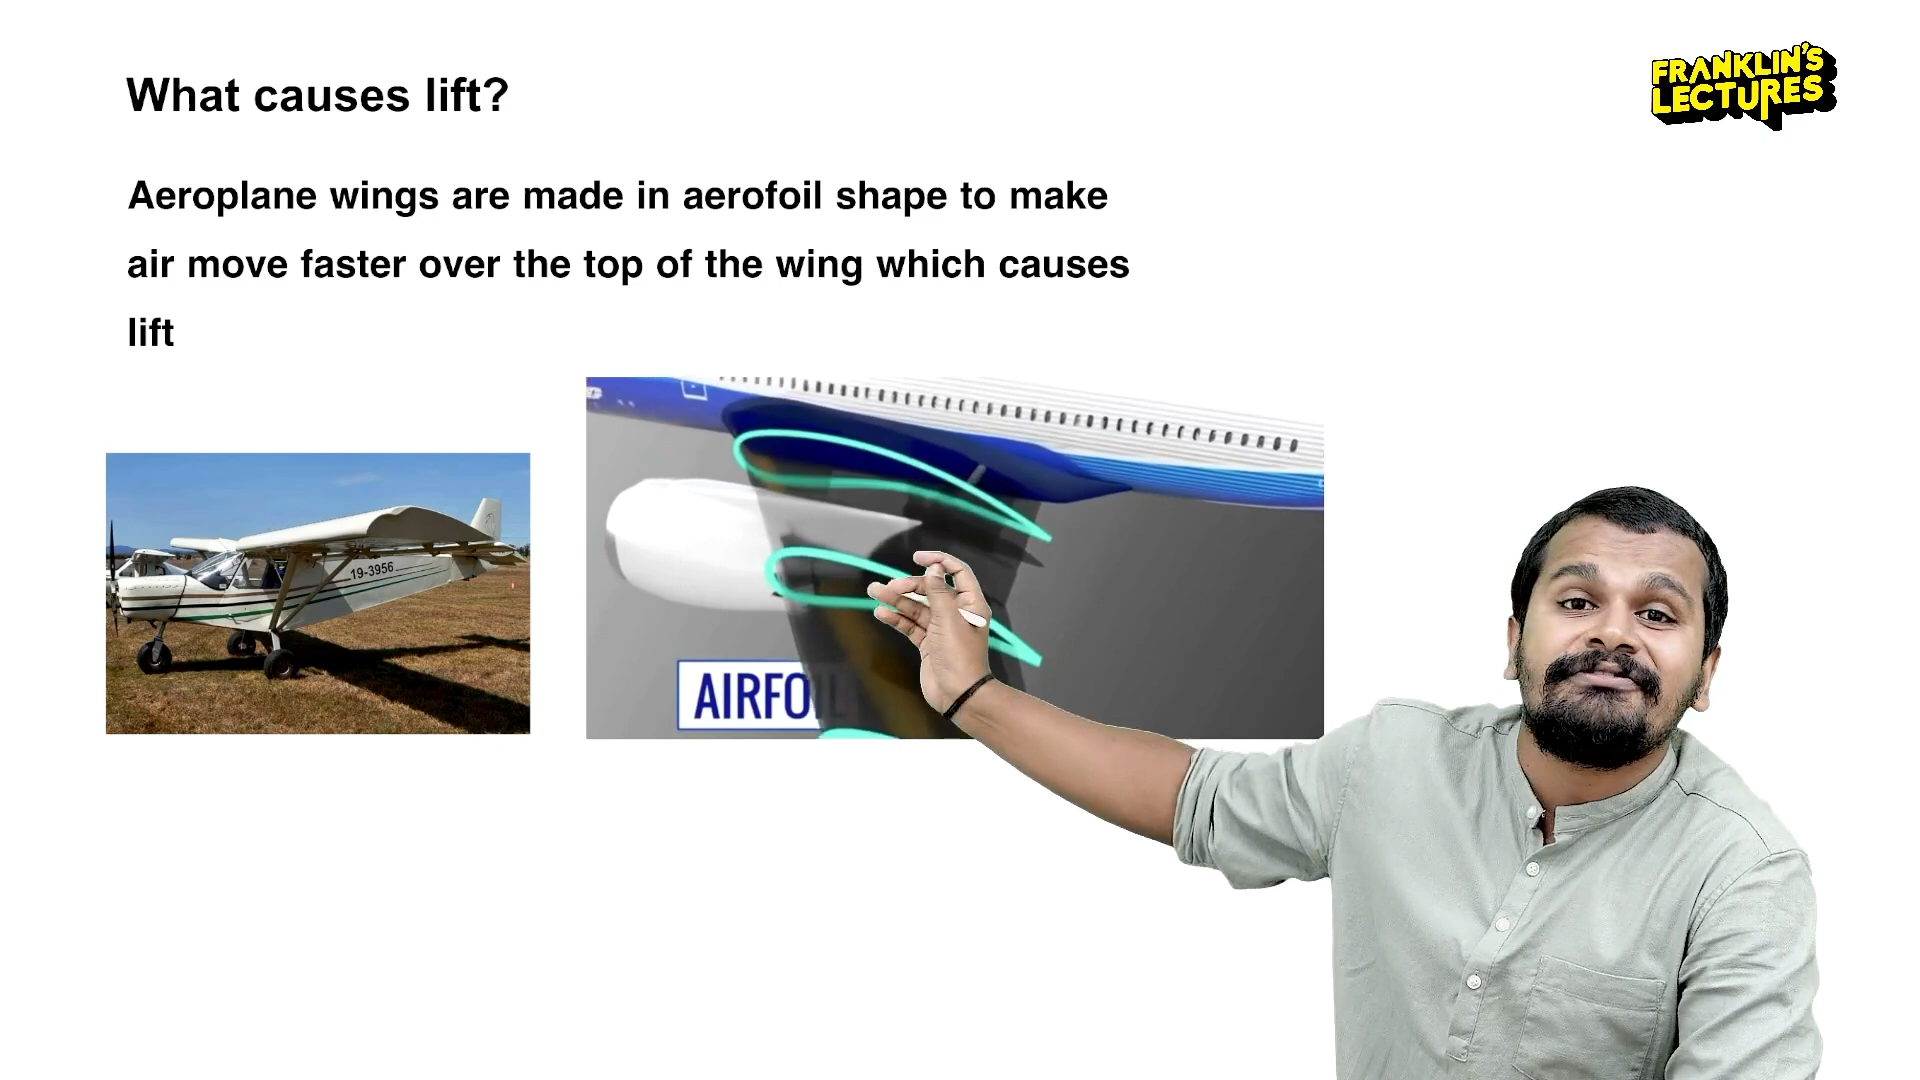 What causes lift?
FRANKLIN'S
LECTURES
Aeroplane wings are made in aerofoil shape to make
air move faster over the top of the wing which causes
lift
19-3956
AIRFOIL